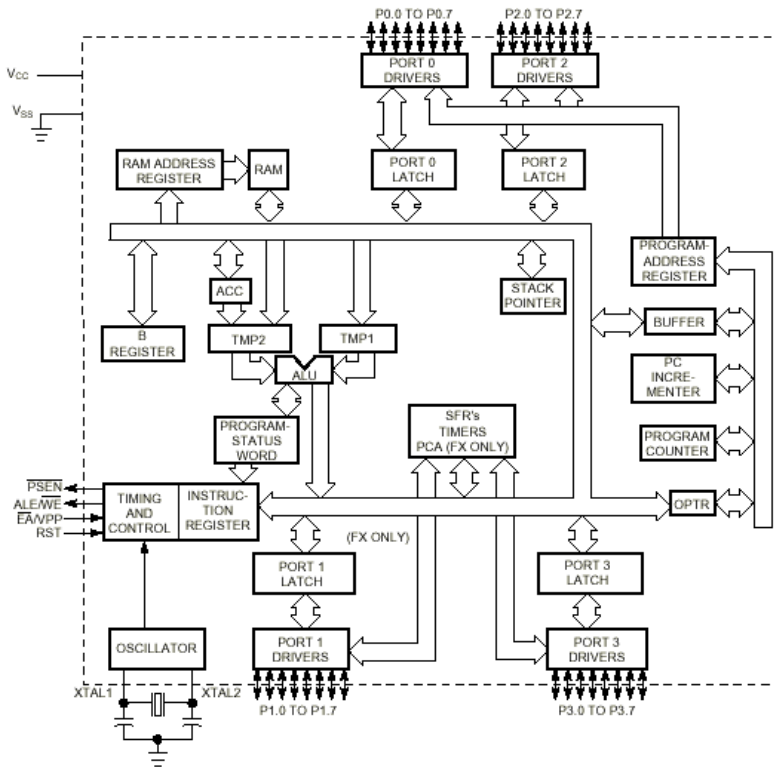 P0.0 TO P0.7
P2.0 TO P2.7
VCC
VSS
PORT 0
DRIVERS
PORT 2
DRIVERS
RAM ADDRESS
REGISTER
RAM
PORT 0
LATCH
PORT 2
LATCH
PROGRAM-
ADDRESS
REGISTER
ACC
STACK
POINTER
B
REGISTER
TMP2
TMP1
BUFFER
ALU
PC
INCRE-
MENTER
PROGRAM-
STATUS
WORD
SFR's
TIMERS
PCA (FX ONLY)
PROGRAM
COUNTER
PSEN
ALE/WE
EA/VPP
RST
TIMING
AND
CONTROL
INSTRUC-
TION
REGISTER
OPTR
(FX ONLY)
PORT 1
LATCH
PORT 3
LATCH
OSCILLATOR
PORT 1
DRIVERS
PORT 3
DRIVERS
XTAL1
XTAL2
P1.0 TO P1.7
P3.0 TO P3.7